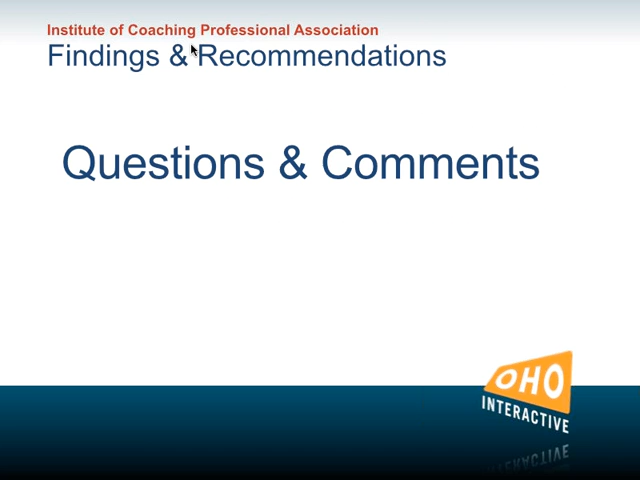 Institute of Coaching Professional Association
Findings & Recommendations
Questions & Comments
OHO
INTERACTIVE